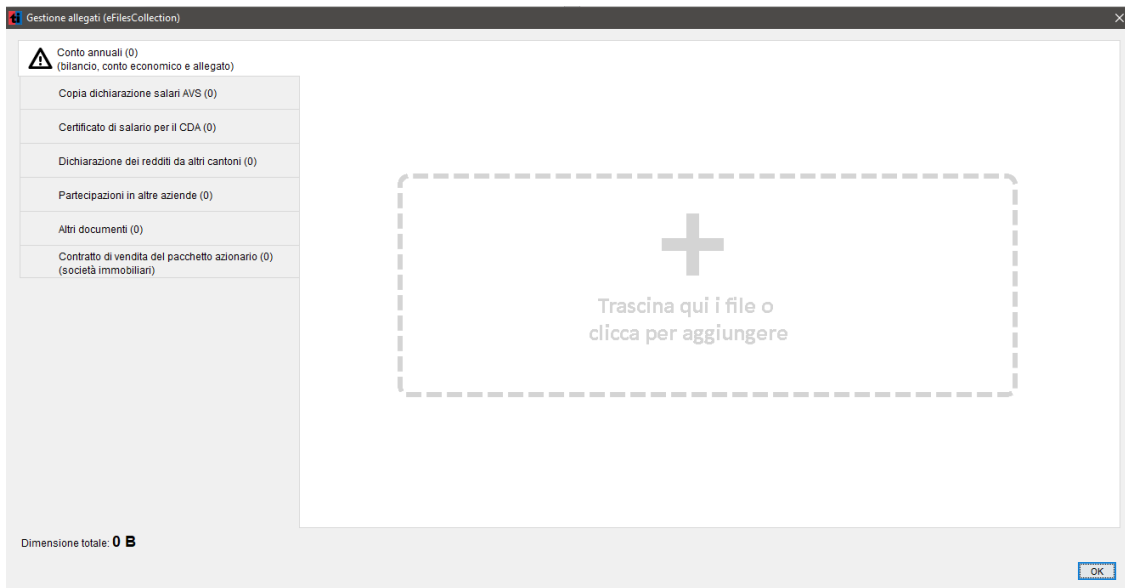 ti Gestione allegati (eFilesCollection)
Conto annuali (0)
(bilancio, conto economico e allegato)
Copia dichiarazione salari AVS (0)
Certificato di salario per il CDA (0)
Dichiarazione dei redditi da altri cantoni (0)
Partecipazioni in altre aziende (0)
Altri documenti (0)
Contratto di vendita del pacchetto azionario (0)
(società immobiliari)
Trascina qui i file o
clicca per aggiungere
Dimensione totale: 0 B
OK